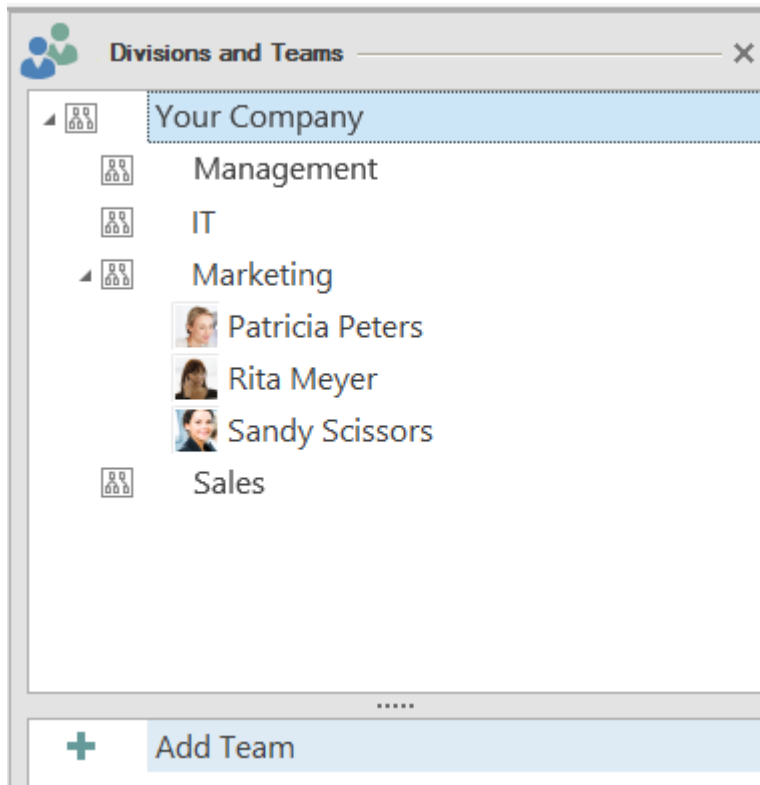 Divisions and Teams
Your Company
Management
IT
Marketing
Patricia Peters
Rita Meyer
Sandy Scissors
Sales
Add Team